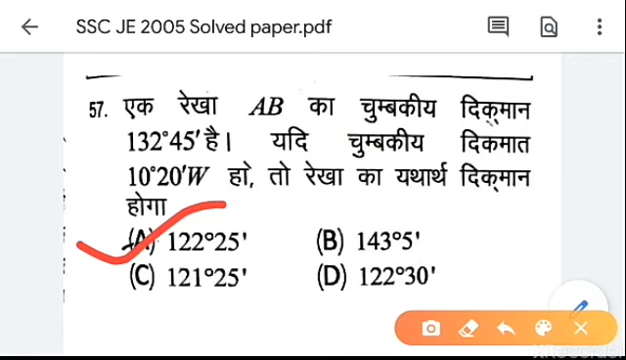 SSC JE 2005 Solved paper.pdf
57. एक रेखा AB का चुम्बकीय दिक्मान
132°45' है। यदि चुम्बकीय दिकमात
10°20'W हो, तो रेखा का यथार्थ दिक्मान
होगा
(A) 122°25' (B) 143°5'
(C) 121°25' (D) 122°30'